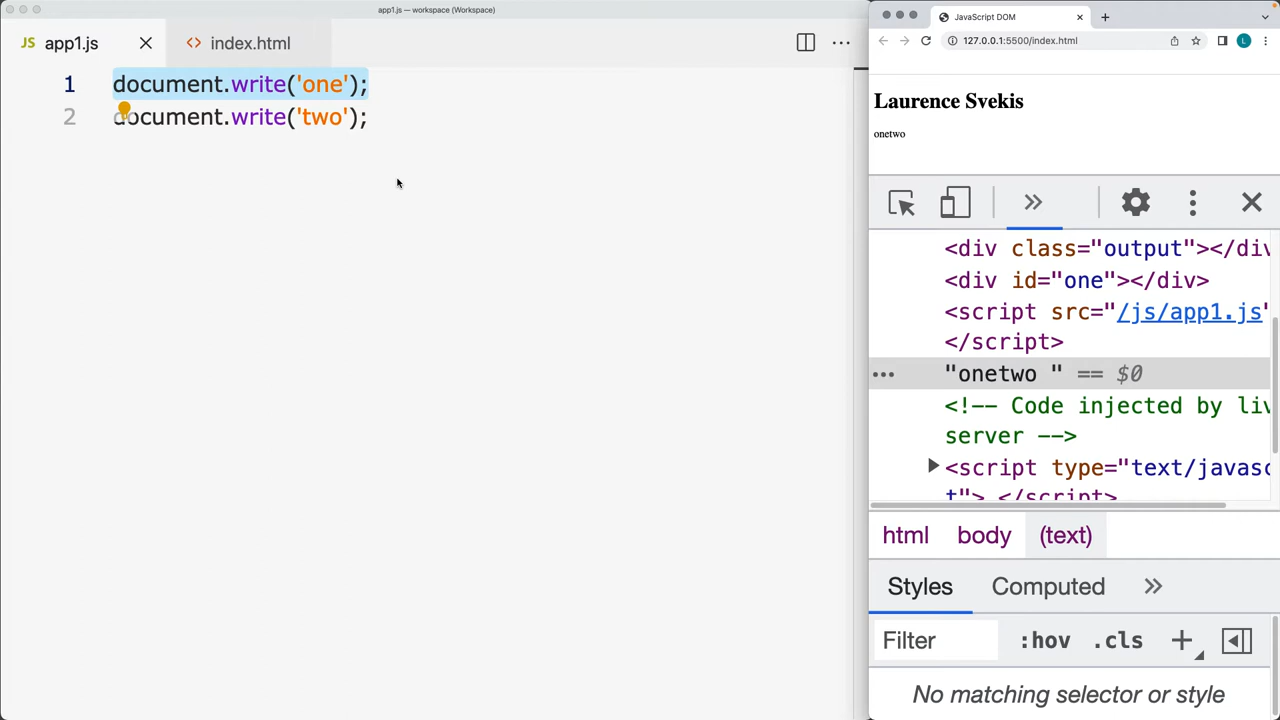 app1.js — workspace (Workspace)
JS app1.js
<> index.html
1 document.write('one');
2 document.write('two');
JavaScript DOM
127.0.0.1:5500/index.html
L
Laurence Svekis
onetwo
<div class="output"></div
<div id="one"></div>
<script src="/js/app1.js"
</script>
"onetwo " == $0
<!-- Code injected by liv
server -->
<script type="text/javasc
t"> </script>
html body (text)
Styles Computed
Filter :hov .cls
No matching selector or style